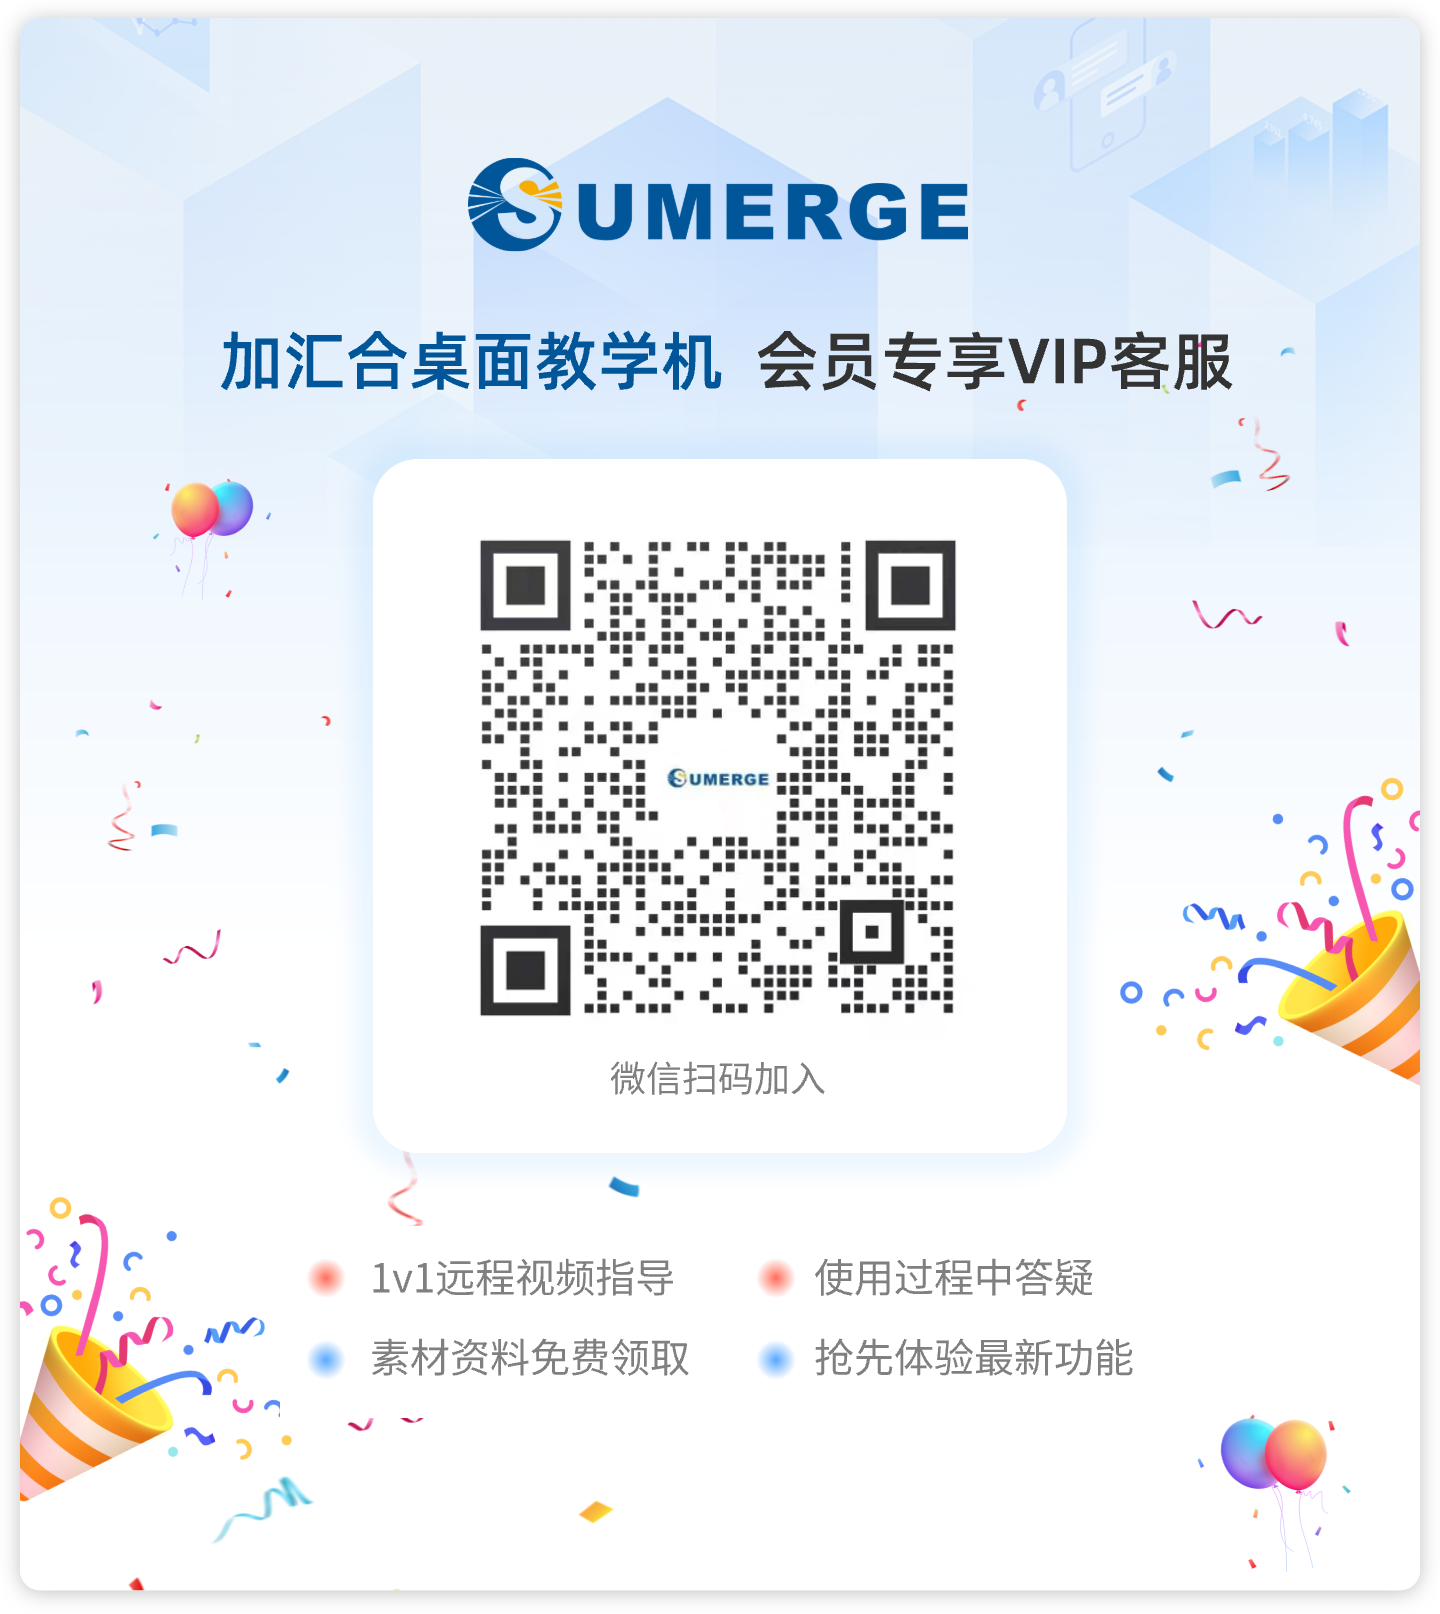 SUMERGE
加汇合桌面教学机 会员专享VIP客服
SUMERGE
微信扫码加入
1v1远程视频指导
使用过程中答疑
素材资料免费领取
抢先体验最新功能